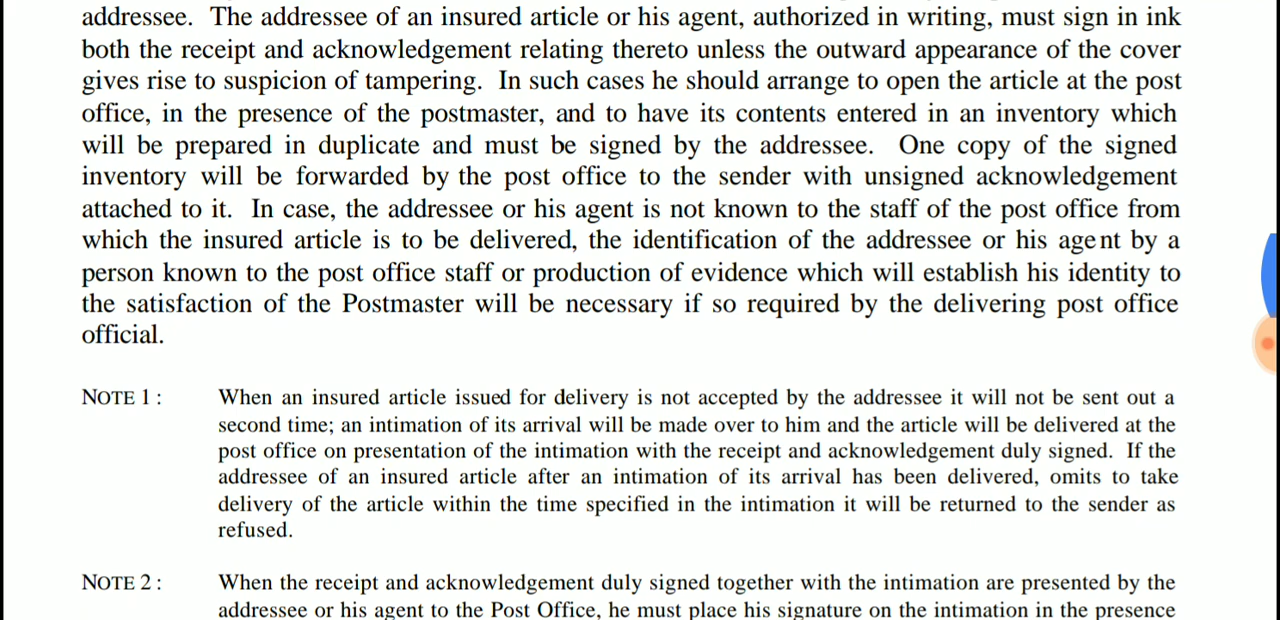 addressee. The addressee of an insured article or his agent, authorized in writing, must sign in ink
both the receipt and acknowledgement relating thereto unless the outward appearance of the cover
gives rise to suspicion of tampering. In such cases he should arrange to open the article at the post
office, in the presence of the postmaster, and to have its contents entered in an inventory which
will be prepared in duplicate and must be signed by the addressee. One copy of the signed
inventory will be forwarded by the post office to the sender with unsigned acknowledgement
attached to it. In case, the addressee or his agent is not known to the staff of the post office from
which the insured article is to be delivered, the identification of the addressee or his agent by a
person known to the post office staff or production of evidence which will establish his identity to
the satisfaction of the Postmaster will be necessary if so required by the delivering post office
official.
NOTE 1 : When an insured article issued for delivery is not accepted by the addressee it will not be sent out a
second time; an intimation of its arrival will be made over to him and the article will be delivered at the
post office on presentation of the intimation with the receipt and acknowledgement duly signed. If the
addressee of an insured article after an intimation of its arrival has been delivered, omits to take
delivery of the article within the time specified in the intimation it will be returned to the sender as
refused.
NOTE 2 : When the receipt and acknowledgement duly signed together with the intimation are presented by the
addressee or his agent to the Post Office, he must place his signature on the intimation in the presence